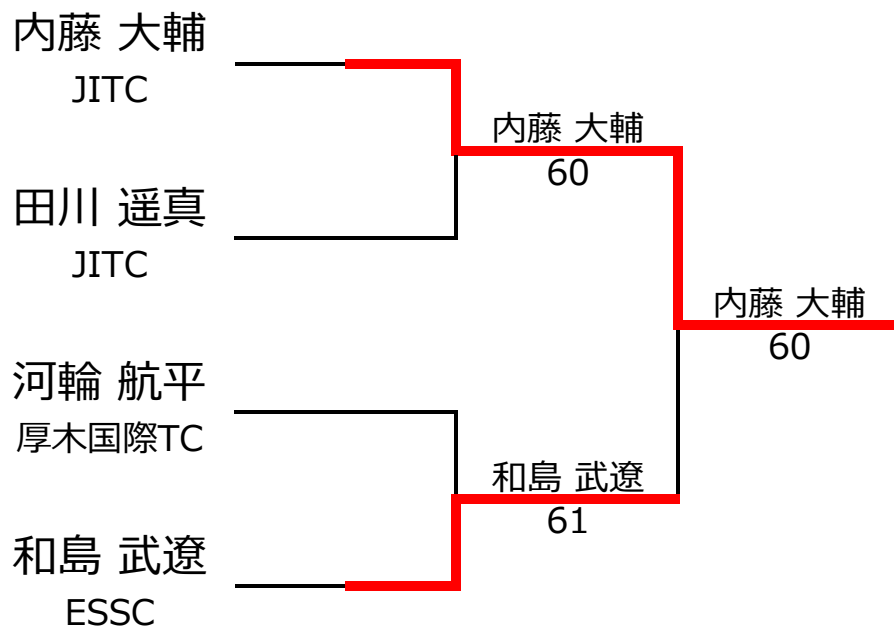 内藤 大輔
JITC
田川 遥真
JITC
河輪 航平
厚木国際TC
和島 武遼
ESSC
内藤 大輔
60
和島 武遼
61
内藤 大輔
60